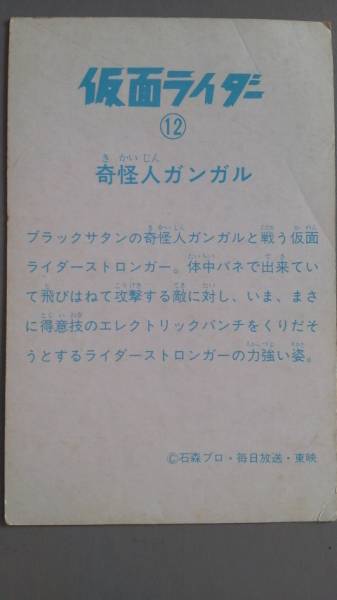 仮面ライダー
⑫
奇怪人ガンガル
ブラックサタンの奇怪人ガンガルと戦う仮面
ライダーストロンガー。体中バネで出来てい
て飛びはねて攻撃する敵に対し、いま、まさ
に得意技のエレクトリックパンチをくりだそ
うとするライダーストロンガーの力強い姿。
©石森プロ・毎日放送・東映